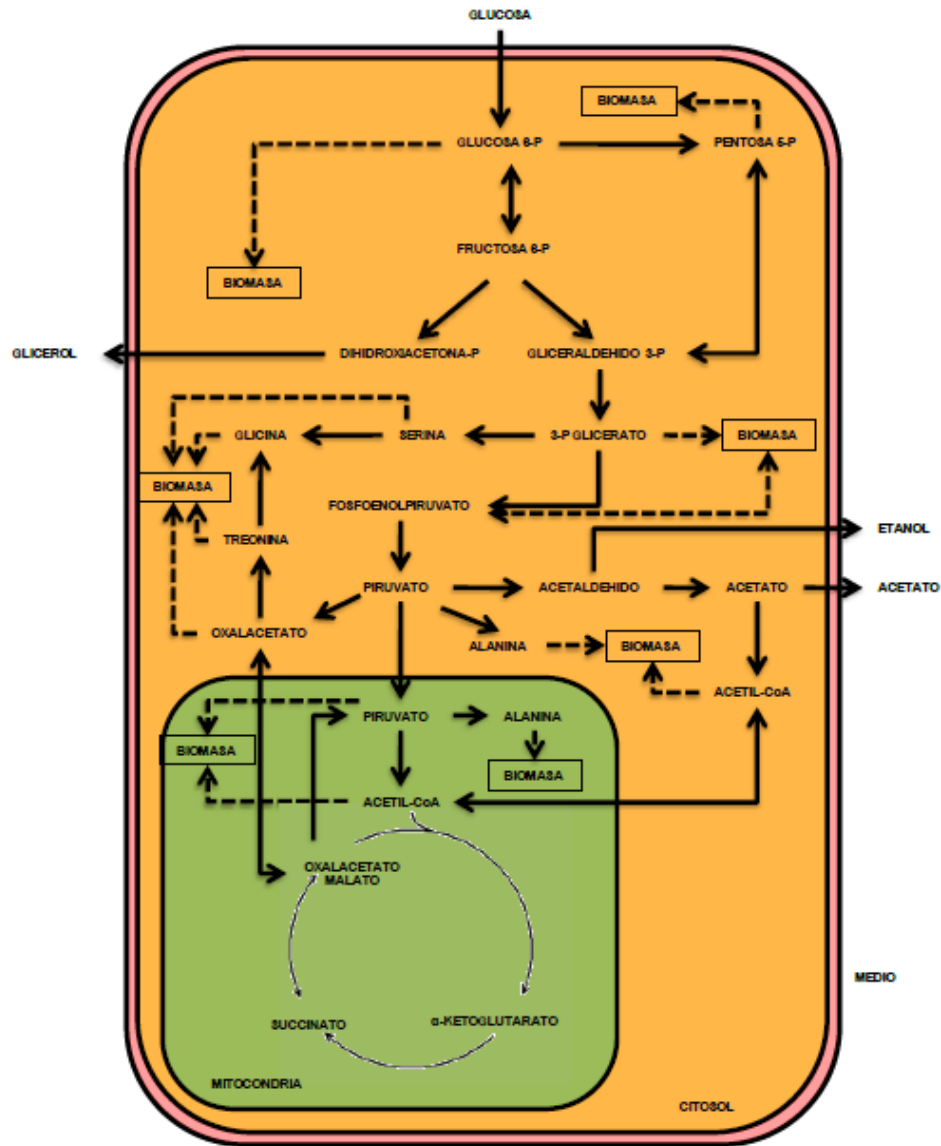 GLUCOSA
BIOMASA
GLUCOSA 6-P
PENTOSA 5-P
FRUCTOSA 6-P
BIOMASA
GLICEROL
DIHIDROXIACETONA-P
GLICERALDEHIDO 3-P
GLICINA
SERINA
3-P GLICERATO
BIOMASA
BIOMASA
FOSFOENOLPIRUVATO
TREONINA
ETANOL
PIRUVATO
ACETALDEHIDO
ACETATO
ACETATO
OXALACETATO
ALANINA
BIOMASA
ACETIL-CoA
PIRUVATO
ALANINA
BIOMASA
BIOMASA
ACETIL-CoA
OXALACETATO
MALATO
MEDIO
SUCCINATO
α-KETOGLUTARATO
MITOCONDRIA
CITOSOL